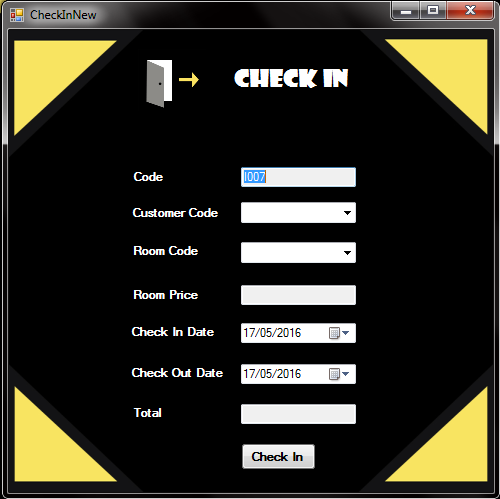 CheckInNew
CHECK IN
Code I007
Customer Code
Room Code
Room Price
Check In Date 17/05/2016
Check Out Date 17/05/2016
Total
Check In